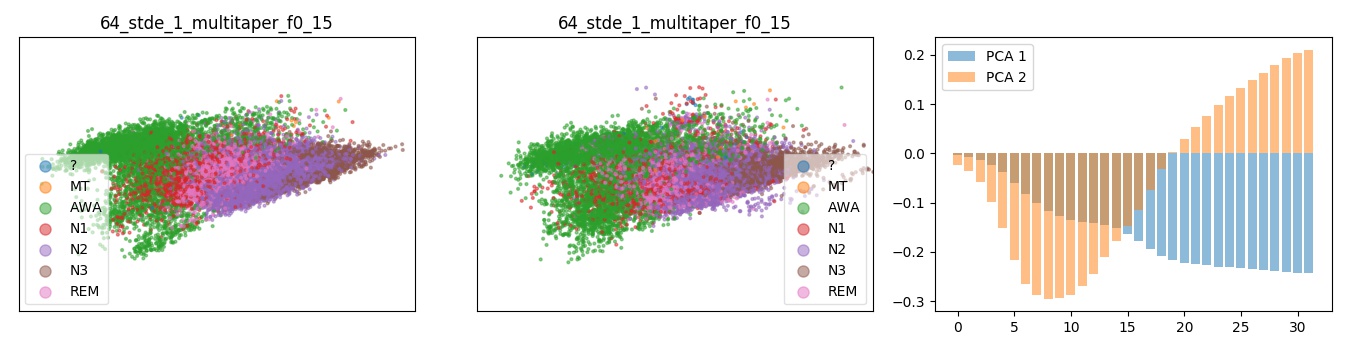 64_stde_1_multitaper_f0_15
?
MT
AWA
N1
N2
N3
REM
64_stde_1_multitaper_f0_15
?
MT
AWA
N1
N2
N3
REM
PCA 1
PCA 2
0.2
0.1
0.0
−0.1
−0.2
−0.3
0 5 10 15 20 25 30